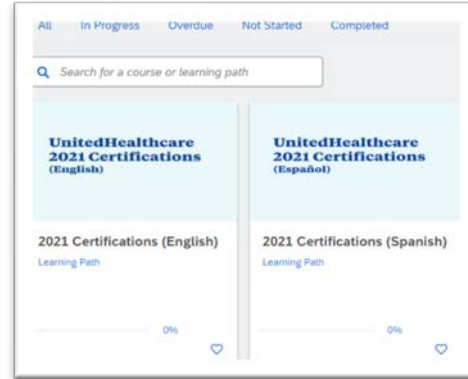 All In Progress Overdue Not Started Completed
Search for a course or learning path
UnitedHealthcare
2021 Certifications
(English)
UnitedHealthcare
2021 Certifications
(Español)
2021 Certifications (English)
Learning Path
2021 Certifications (Spanish)
Learning Path
0%
0%